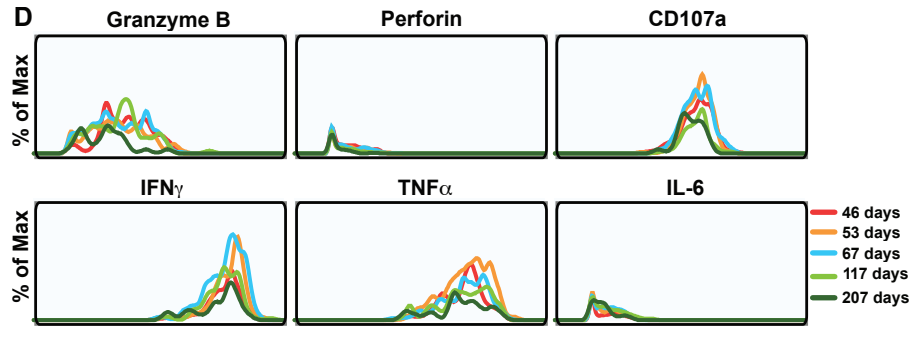 D
Granzyme B
Perforin
CD107a
% of Max
IFNγ
TNFα
IL-6
% of Max
46 days
53 days
67 days
117 days
207 days